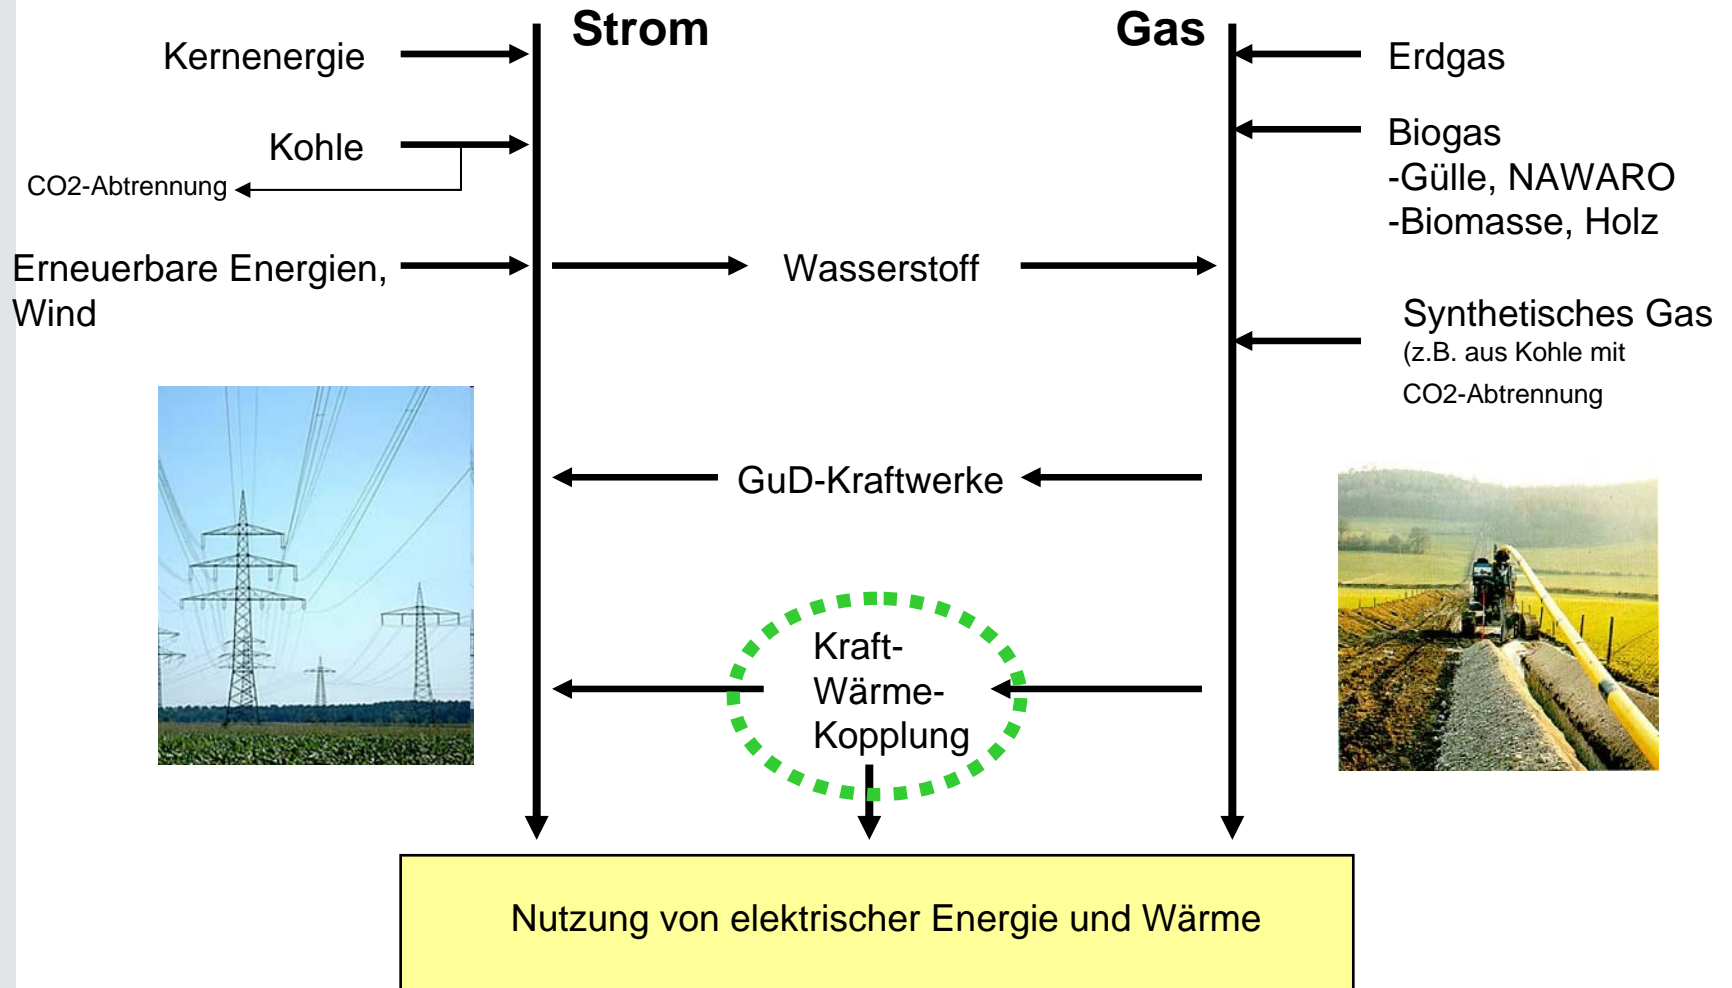 Strom
Gas
Kernenergie
Erdgas
Kohle
CO2-Abtrennung
Biogas
-Gülle, NAWARO
-Biomasse, Holz
Erneuerbare Energien,
Wind
Wasserstoff
Synthetisches Gas
(z.B. aus Kohle mit
CO2-Abtrennung
GuD-Kraftwerke
Kraft-
Wärme-
Kopplung
Nutzung von elektrischer Energie und Wärme